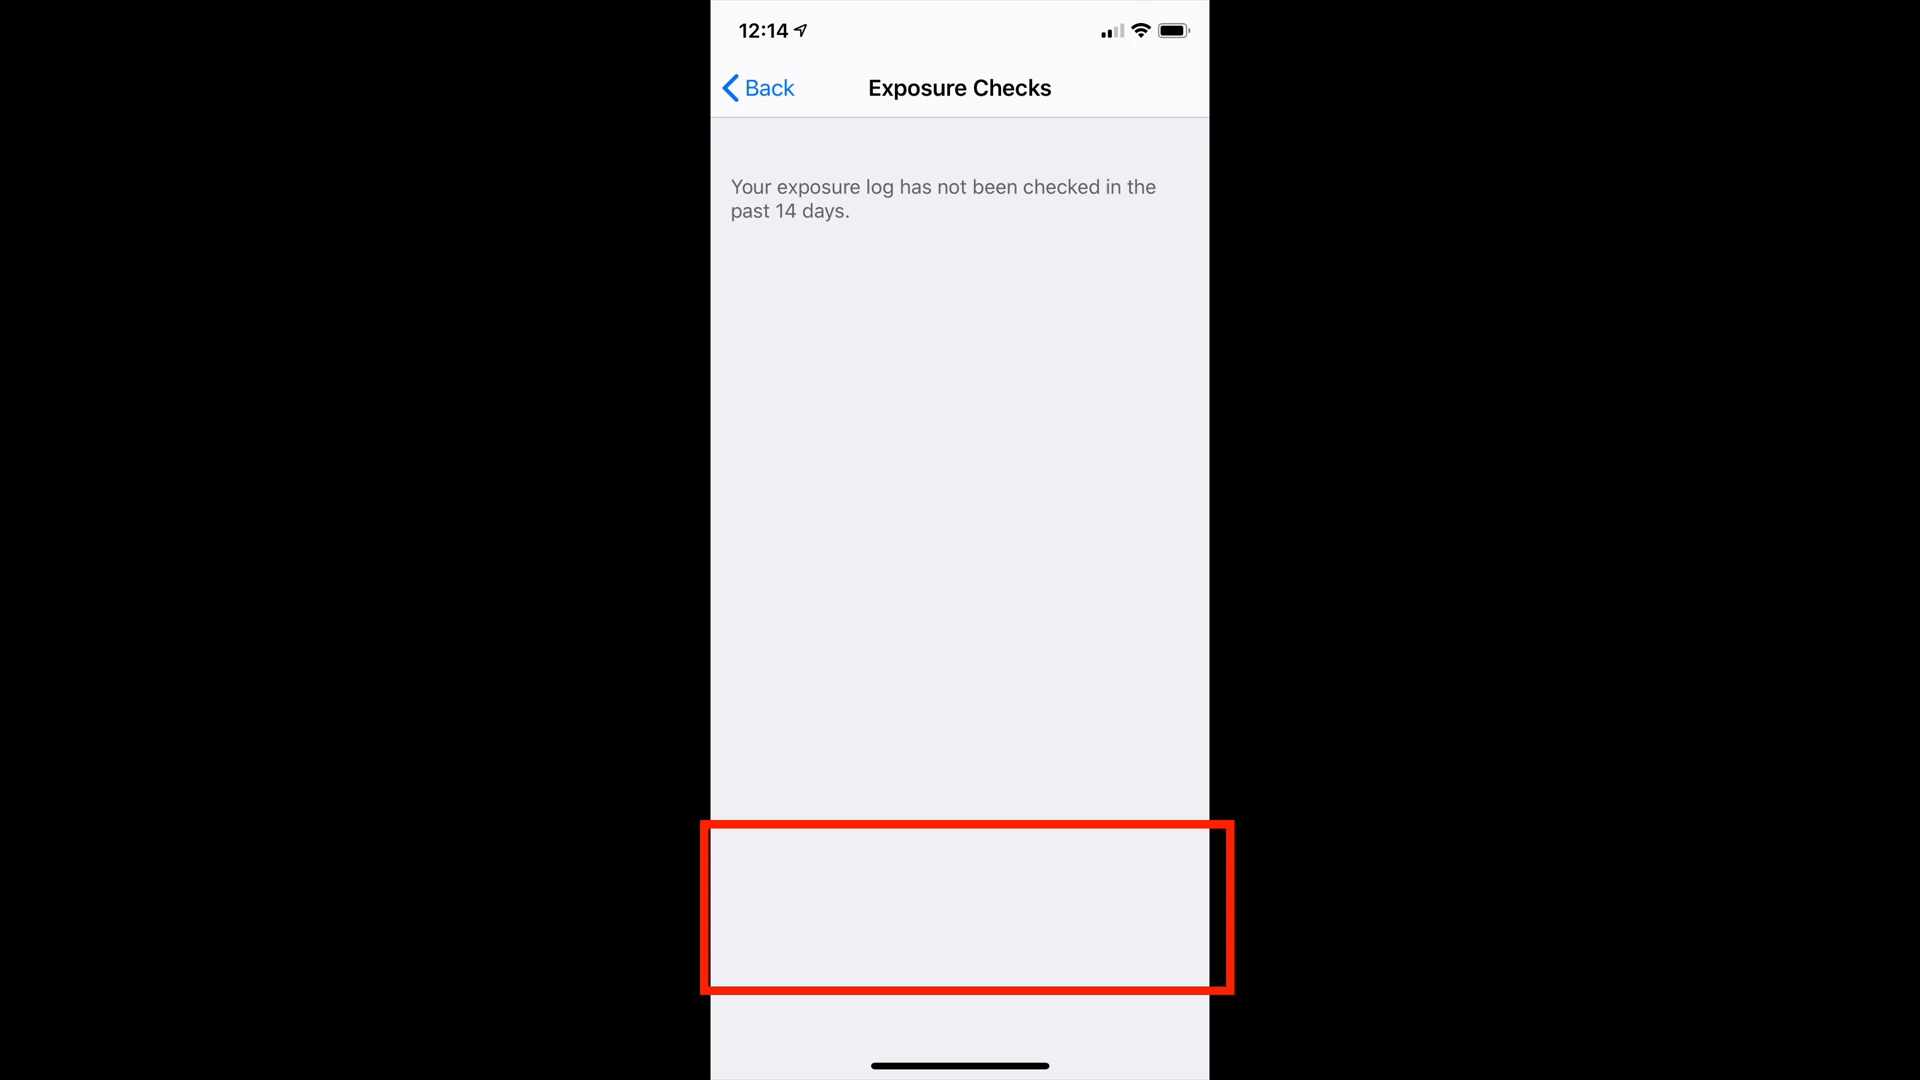 12:14
Back
Exposure Checks
Your exposure log has not been checked in the
past 14 days.